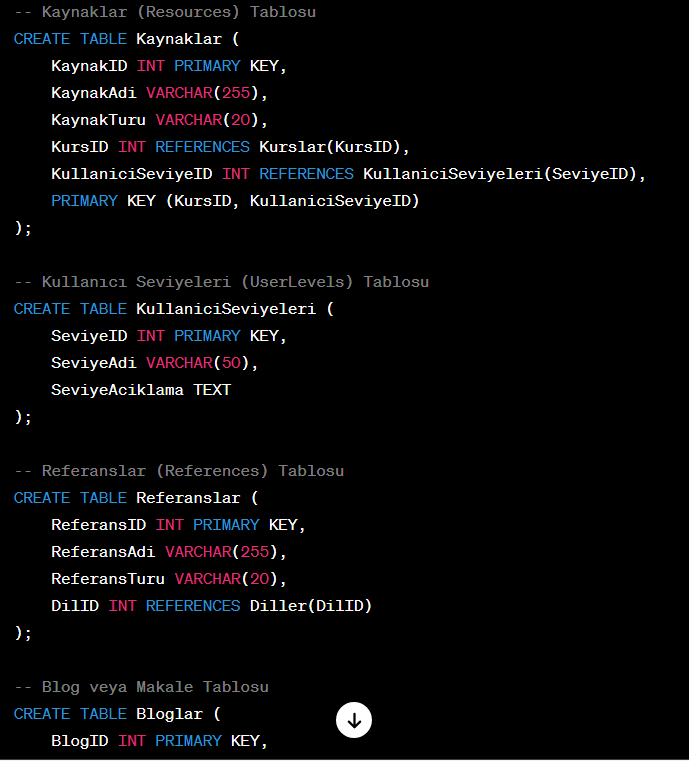 -- Kaynaklar (Resources) Tablosu
CREATE TABLE Kaynaklar (
    KaynakID INT PRIMARY KEY,
    KaynakAdi VARCHAR(255),
    KaynakTuru VARCHAR(20),
    KursID INT REFERENCES Kurslar(KursID),
    KullaniciSeviyeID INT REFERENCES KullaniciSeviyeleri(SeviyeID),
    PRIMARY KEY (KursID, KullaniciSeviyeID)
);

-- Kullanıcı Seviyeleri (UserLevels) Tablosu
CREATE TABLE KullaniciSeviyeleri (
    SeviyeID INT PRIMARY KEY,
    SeviyeAdi VARCHAR(50),
    SeviyeAciklama TEXT
);

-- Referanslar (References) Tablosu
CREATE TABLE Referanslar (
    ReferansID INT PRIMARY KEY,
    ReferansAdi VARCHAR(255),
    ReferansTuru VARCHAR(20),
    DilID INT REFERENCES Diller(DilID)
);

-- Blog veya Makale Tablosu
CREATE TABLE Bloglar (
    BlogID INT PRIMARY KEY,